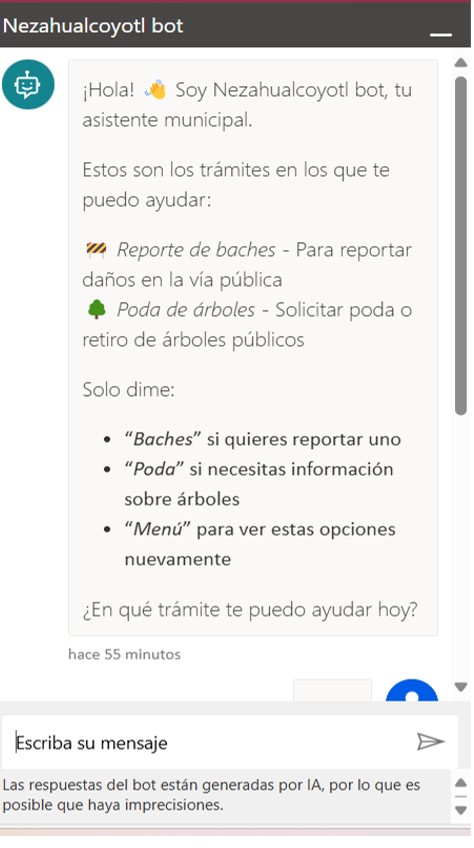 Nezahualcoyotl bot
¡Hola! 👋 Soy Nezahualcoyotl bot, tu
asistente municipal.
Estos son los trámites en los que te
puedo ayudar:
🚧 Reporte de baches - Para reportar
daños en la vía pública
🌳 Poda de árboles - Solicitar poda o
retiro de árboles públicos
Solo dime:
• “Baches” si quieres reportar uno
• “Poda” si necesitas información
sobre árboles
• “Menú” para ver estas opciones
nuevamente
¿En qué trámite te puedo ayudar hoy?
hace 55 minutos
Escriba su mensaje
Las respuestas del bot están generadas por IA, por lo que es
posible que haya imprecisiones.